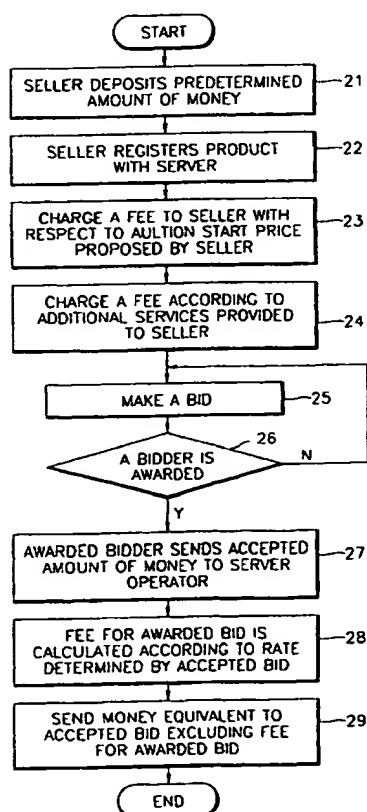 START
SELLER DEPOSITS PREDETERMINED
AMOUNT OF MONEY
21
SELLER REGISTERS PRODUCT
WITH SERVER
22
CHARGE A FEE TO SELLER WITH
RESPECT TO AULTION START PRICE
PROPOSED BY SELLER
23
CHARGE A FEE ACCORDING TO
ADDITIONAL SERVICES PROVIDED
TO SELLER
24
MAKE A BID
25
26
A BIDDER IS
AWARDED
N
Y
AWARDED BIDDER SENDS ACCEPTED
AMOUNT OF MONEY TO SERVER
OPERATOR
27
FEE FOR AWARDED BID IS
CALCULATED ACCORDING TO RATE
DETERMINED BY ACCEPTED BID
28
SEND MONEY EQUIVALENT TO
ACCEPTED BID EXCLUDING FEE
FOR AWARDED BID
29
END